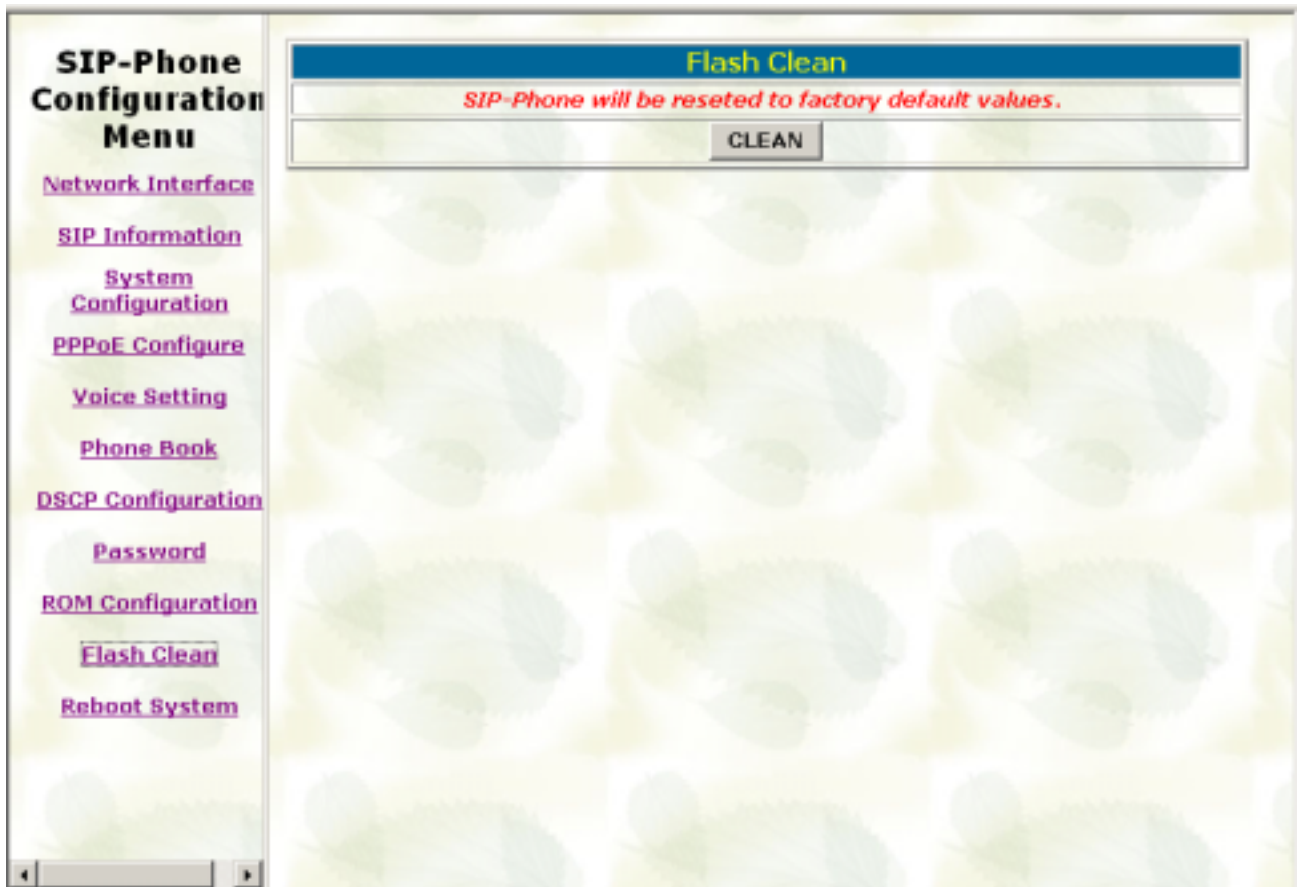 SIP-Phone
Configuration
Menu
Network Interface
SIP Information
System
Configuration
PPPoE Configure
Voice Setting
Phone Book
DSCP Configuration
Password
ROM Configuration
Flash Clean
Reboot System
Flash Clean
SIP-Phone will be reseted to factory default values.
CLEAN